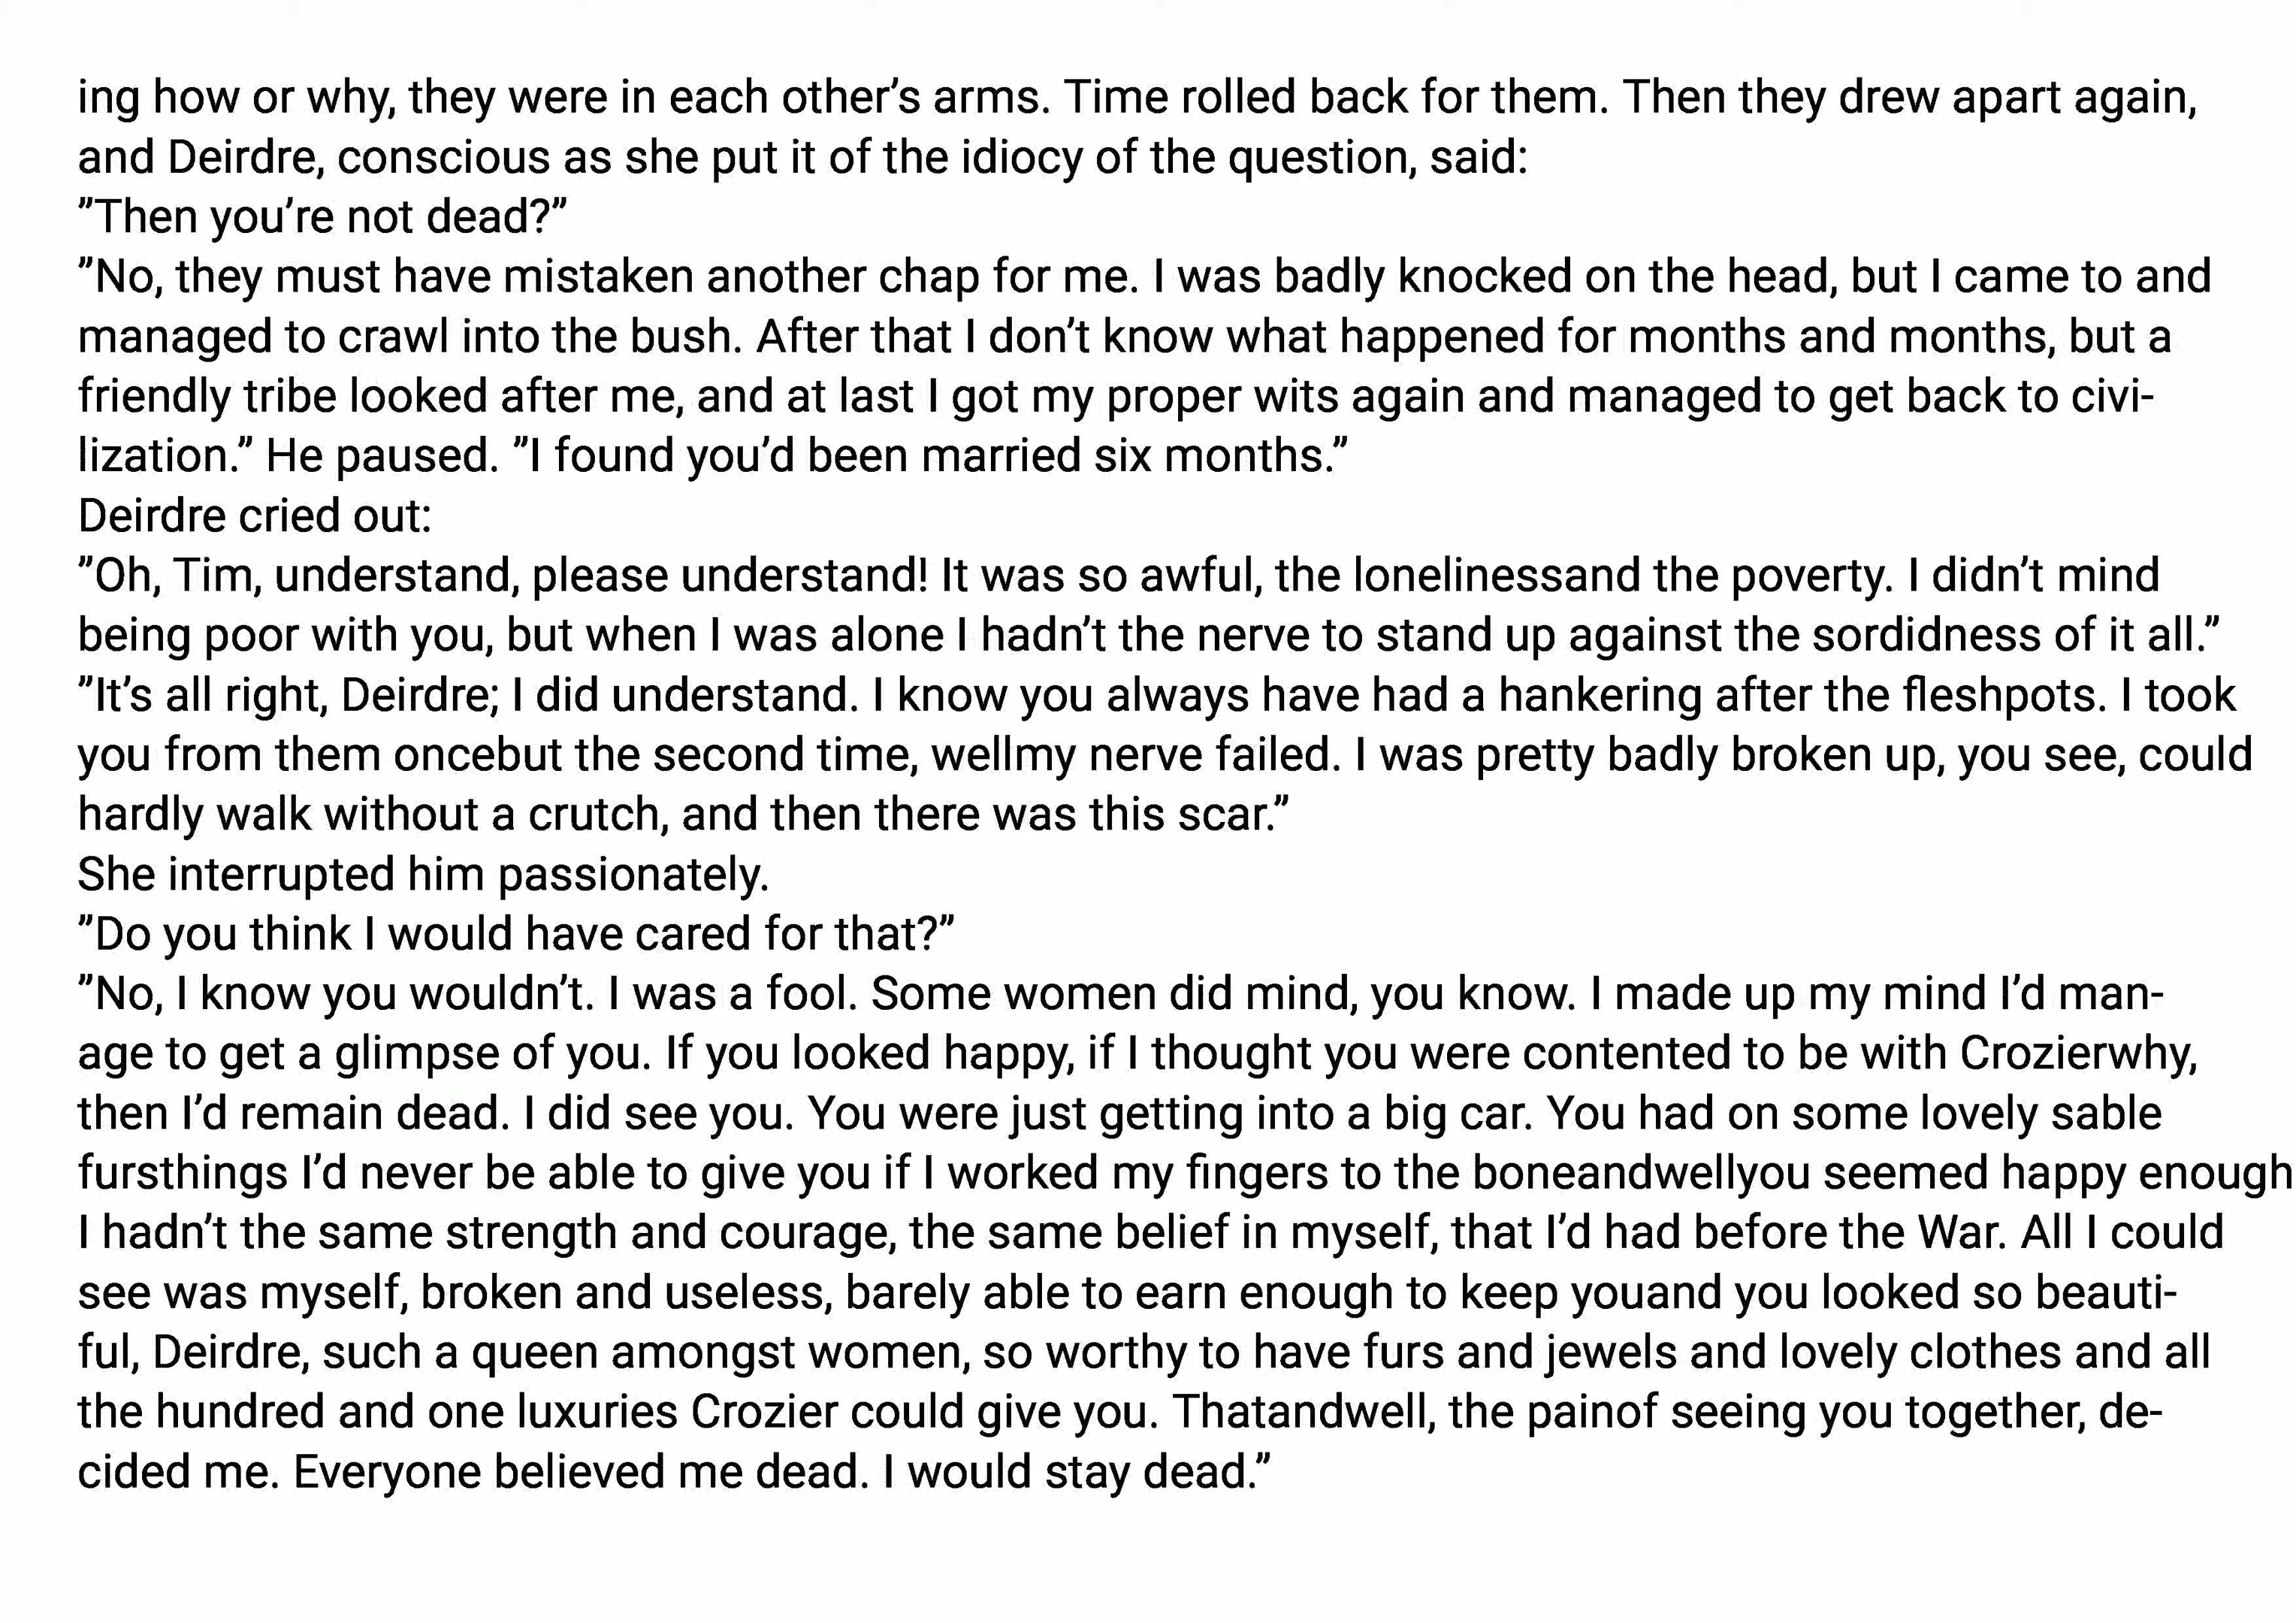 ing how or why, they were in each other’s arms. Time rolled back for them. Then they drew apart again,
and Deirdre, conscious as she put it of the idiocy of the question, said:
”Then you’re not dead?”
”No, they must have mistaken another chap for me. I was badly knocked on the head, but I came to and
managed to crawl into the bush. After that I don’t know what happened for months and months, but a
friendly tribe looked after me, and at last I got my proper wits again and managed to get back to civi-
lization.” He paused. ”I found you’d been married six months.”
Deirdre cried out:
”Oh, Tim, understand, please understand! It was so awful, the lonelinessand the poverty. I didn’t mind
being poor with you, but when I was alone I hadn’t the nerve to stand up against the sordidness of it all.”
”It’s all right, Deirdre; I did understand. I know you always have had a hankering after the fleshpots. I took
you from them oncebut the second time, wellmy nerve failed. I was pretty badly broken up, you see, could
hardly walk without a crutch, and then there was this scar.”
She interrupted him passionately.
”Do you think I would have cared for that?”
”No, I know you wouldn’t. I was a fool. Some women did mind, you know. I made up my mind I’d man-
age to get a glimpse of you. If you looked happy, if I thought you were contented to be with Crozierwhy,
then I’d remain dead. I did see you. You were just getting into a big car. You had on some lovely sable
fursthings I’d never be able to give you if I worked my fingers to the boneandwellyou seemed happy enough
I hadn’t the same strength and courage, the same belief in myself, that I’d had before the War. All I could
see was myself, broken and useless, barely able to earn enough to keep youand you looked so beauti-
ful, Deirdre, such a queen amongst women, so worthy to have furs and jewels and lovely clothes and all
the hundred and one luxuries Crozier could give you. Thatandwell, the painof seeing you together, de-
cided me. Everyone believed me dead. I would stay dead.”